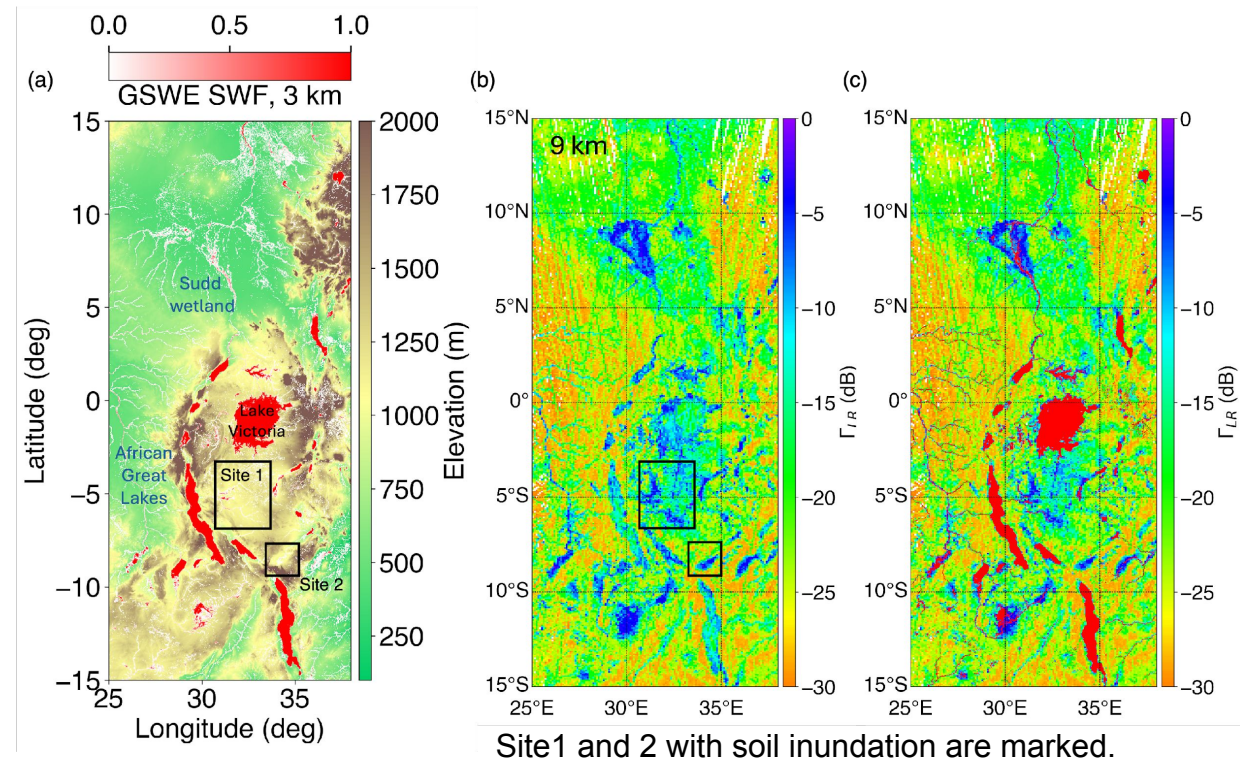 0.0 0.5 1.0
GSWE SWF, 3 km
(a)
15
10
5
0
−5
−10
−15
Latitude (deg)
25 30 35
Longitude (deg)
Sudd
wetland
Lake
Victoria
African
Great
Lakes
Site 1
Site 2
2000
1750
1500
1250
1000
750
500
250
Elevation (m)
(b)
9 km
15°N
10°N
5°N
0°
5°S
10°S
15°S
25°E 30°E 35°E
0
−5
−10
−15
−20
−25
−30
Γ_LR (dB)
(c)
15°N
10°N
5°N
0°
5°S
10°S
15°S
25°E 30°E 35°E
0
−5
−10
−15
−20
−25
−30
Γ_LR (dB)
Site1 and 2 with soil inundation are marked.